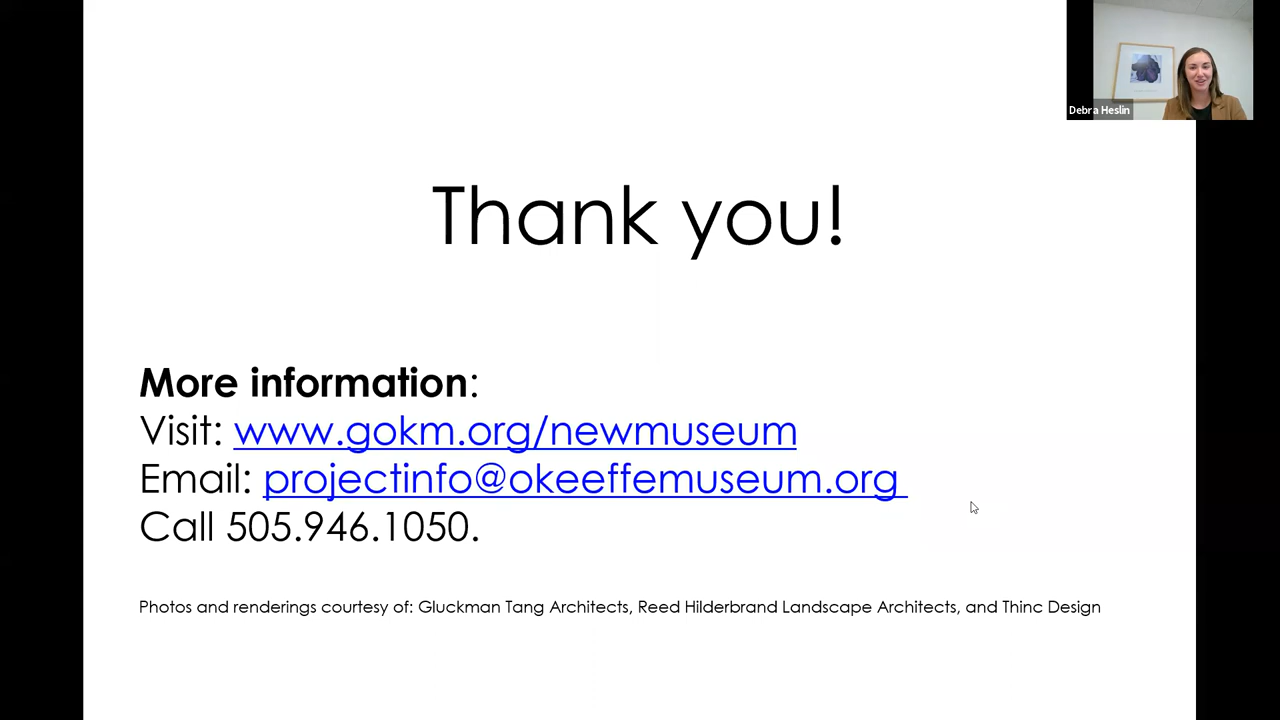 Debra Heslin
Thank you!
More information:
Visit: www.gokm.org/newmuseum
Email: projectinfo@okeeffemuseum.org
Call 505.946.1050.
Photos and renderings courtesy of: Gluckman Tang Architects, Reed Hilderbrand Landscape Architects, and Thinc Design